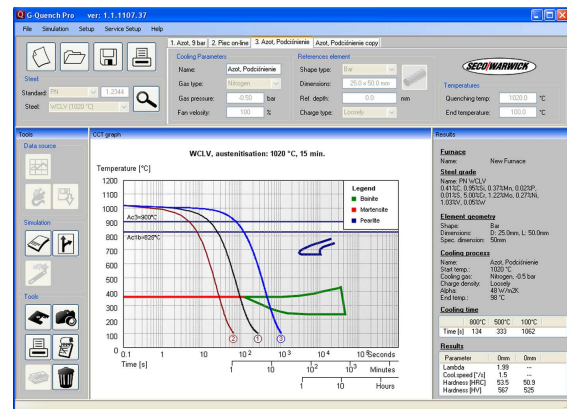 G-Quench Pro ver: 1.1.1107.37
File Simulation Setup Service Setup Help
1. Azot, 9 bar 2. Piec on-line 3. Azot, Podciśnienie Azot, Podciśnienie copy
Steel
Standard: PN 1.2344
Steel: WCLV (1020 °C)
Cooling Parameters
Name: Azot, Podciśnienie
Gas type: Nitrogen
Gas pressure: -0.50 bar
Fan velocity: 100 %
References element
Shape type: Bar
Dimensions: 25.0 x 50.0 mm
Ref. depth: 0.0 mm
Charge density: Loosely
SECO/WARWICK
Temperatures
Quenching temp: 1020.0 °C
End temperature: 100.0 °C
Tools
Data source
Simulation
Tools
CCT graph
WCLV, austenitisation: 1020 °C, 15 min.
Temperature [°C]
1200
1100
1000
900
800
700
600
500
400
300
200
100
0
Ac3=900°C
Ac1b=820°C
Legend
Bainite
Martensite
Pearlite
2 1 3
0.1 1 10 10² 10³ 10⁴ 10⁵ Seconds
Time [s]
1 10 10² 10³ Minutes
1 10 Hours
Results
Furnace
Name: New Furnace
Steel grade
Name: PN WCLV
0.41%C, 0.95%Si, 0.37%Mn, 0.02%P,
0.01%S, 5.00%Cr, 1.22%Mo, 0.27%Ni,
1.03%V, 0.05%W
Element geometry
Shape: Bar
Dimensions: D: 25.0mm, L: 50.0mm
Spec. dimension: 50mm
Cooling process
Name: Azot, Podciśnienie
Start temp.: 1020 °C
Cooling gas: Nitrogen, -0.5 bar
Charge density: Loosely
Alpha: 48 W/m2K
End temp.: 98 °C
Cooling time
800°C 500°C 100°C
Time [s] 134 333 1062
Results
Parameter 0mm 0mm
Lambda 1.99 ---
Cool.speed [°/s] 1.5 ---
Hardness [HRC] 53.5 50.9
Hardness [HV] 567 525